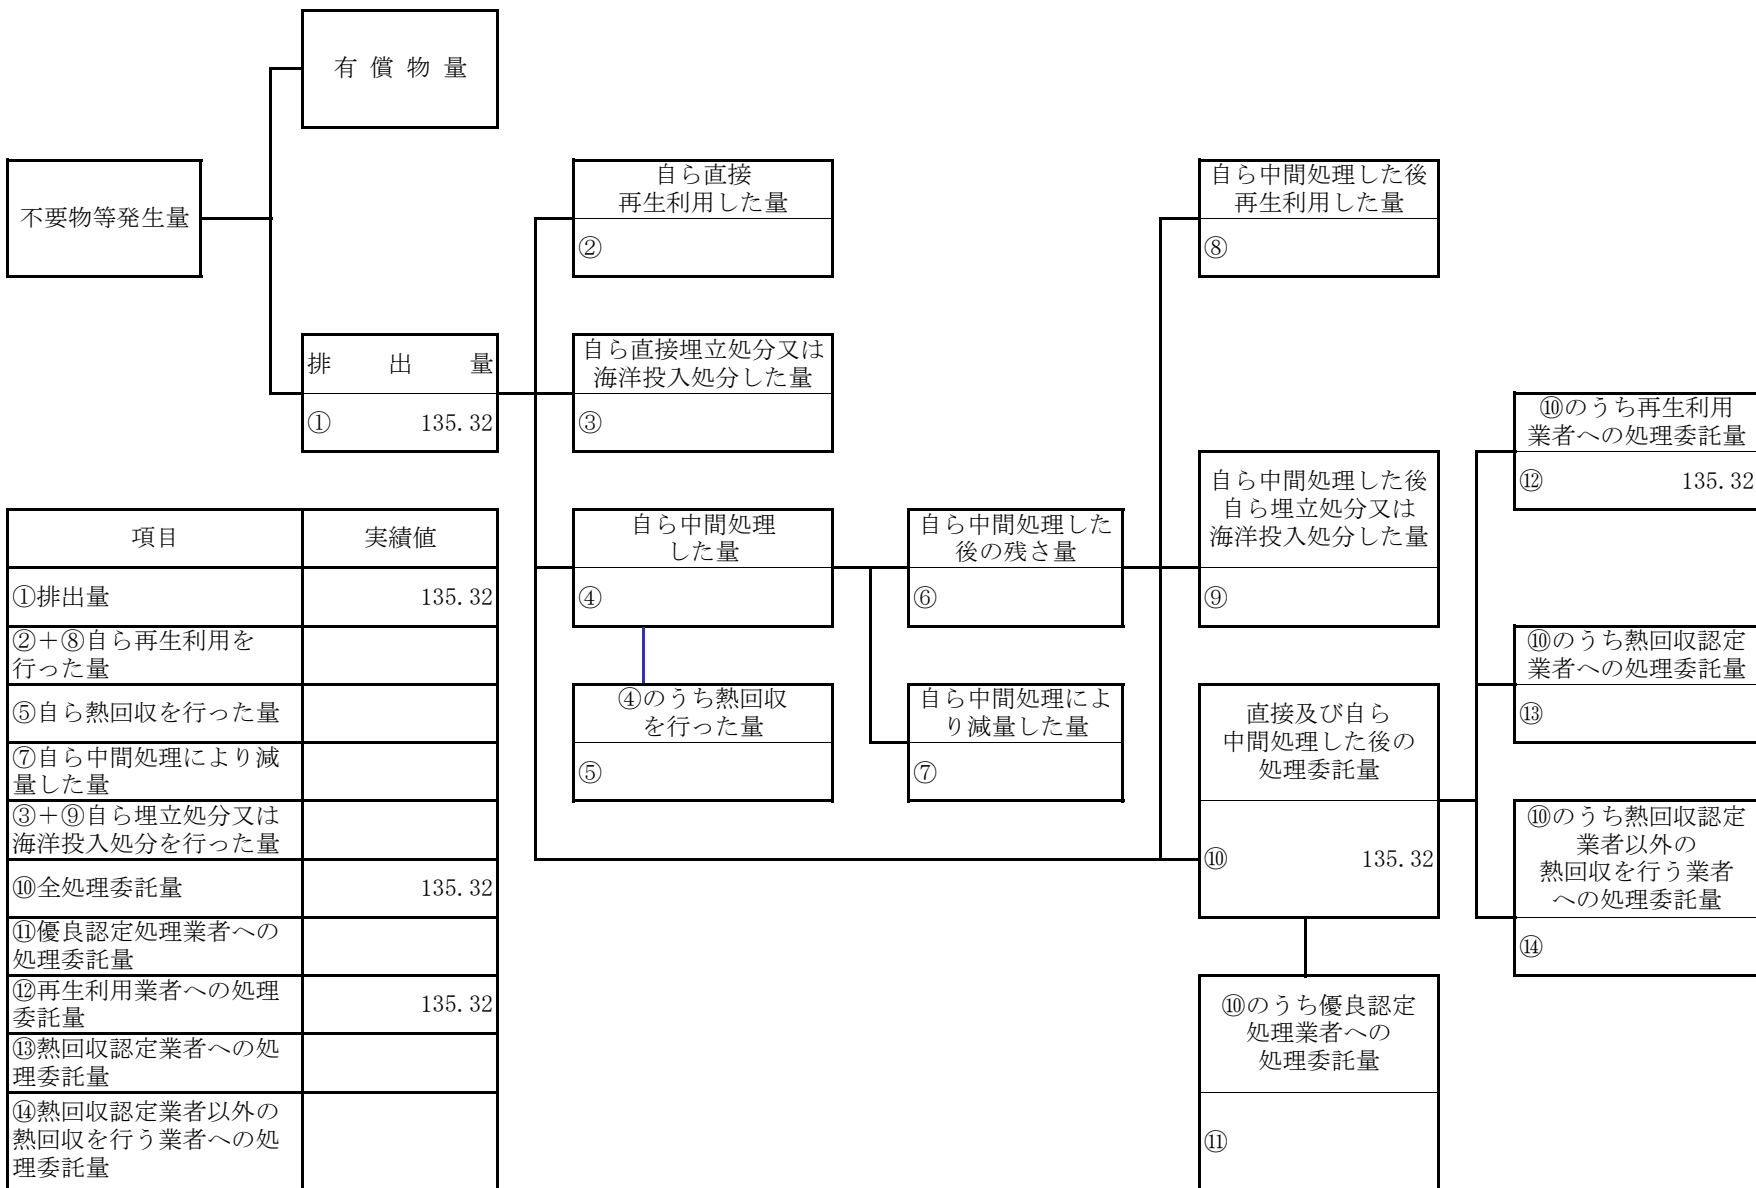 有 償 物 量
不要物等発生量
排 出 量
① 135.32
自ら直接
再生利用した量
②
自ら直接埋立処分又は
海洋投入処分した量
③
自ら中間処理
した量
④
④のうち熱回収
を行った量
⑤
自ら中間処理した
後の残さ量
⑥
自ら中間処理によ
り減量した量
⑦
自ら中間処理した後
再生利用した量
⑧
自ら中間処理した後
自ら埋立処分又は
海洋投入処分した量
⑨
直接及び自ら
中間処理した後の
処理委託量
⑩ 135.32
⑩のうち優良認定
処理業者への
処理委託量
⑪
⑩のうち再生利用
業者への処理委託量
⑫ 135.32
⑩のうち熱回収認定
業者への処理委託量
⑬
⑩のうち熱回収認定
業者以外の
熱回収を行う業者
への処理委託量
⑭
項目 実績値
①排出量 135.32
②＋⑧自ら再生利用を
行った量
⑤自ら熱回収を行った量
⑦自ら中間処理により減
量した量
③＋⑨自ら埋立処分又は
海洋投入処分を行った量
⑩全処理委託量 135.32
⑪優良認定処理業者への
処理委託量
⑫再生利用業者への処理
委託量 135.32
⑬熱回収認定業者への処
理委託量
⑭熱回収認定業者以外の
熱回収を行う業者への処
理委託量